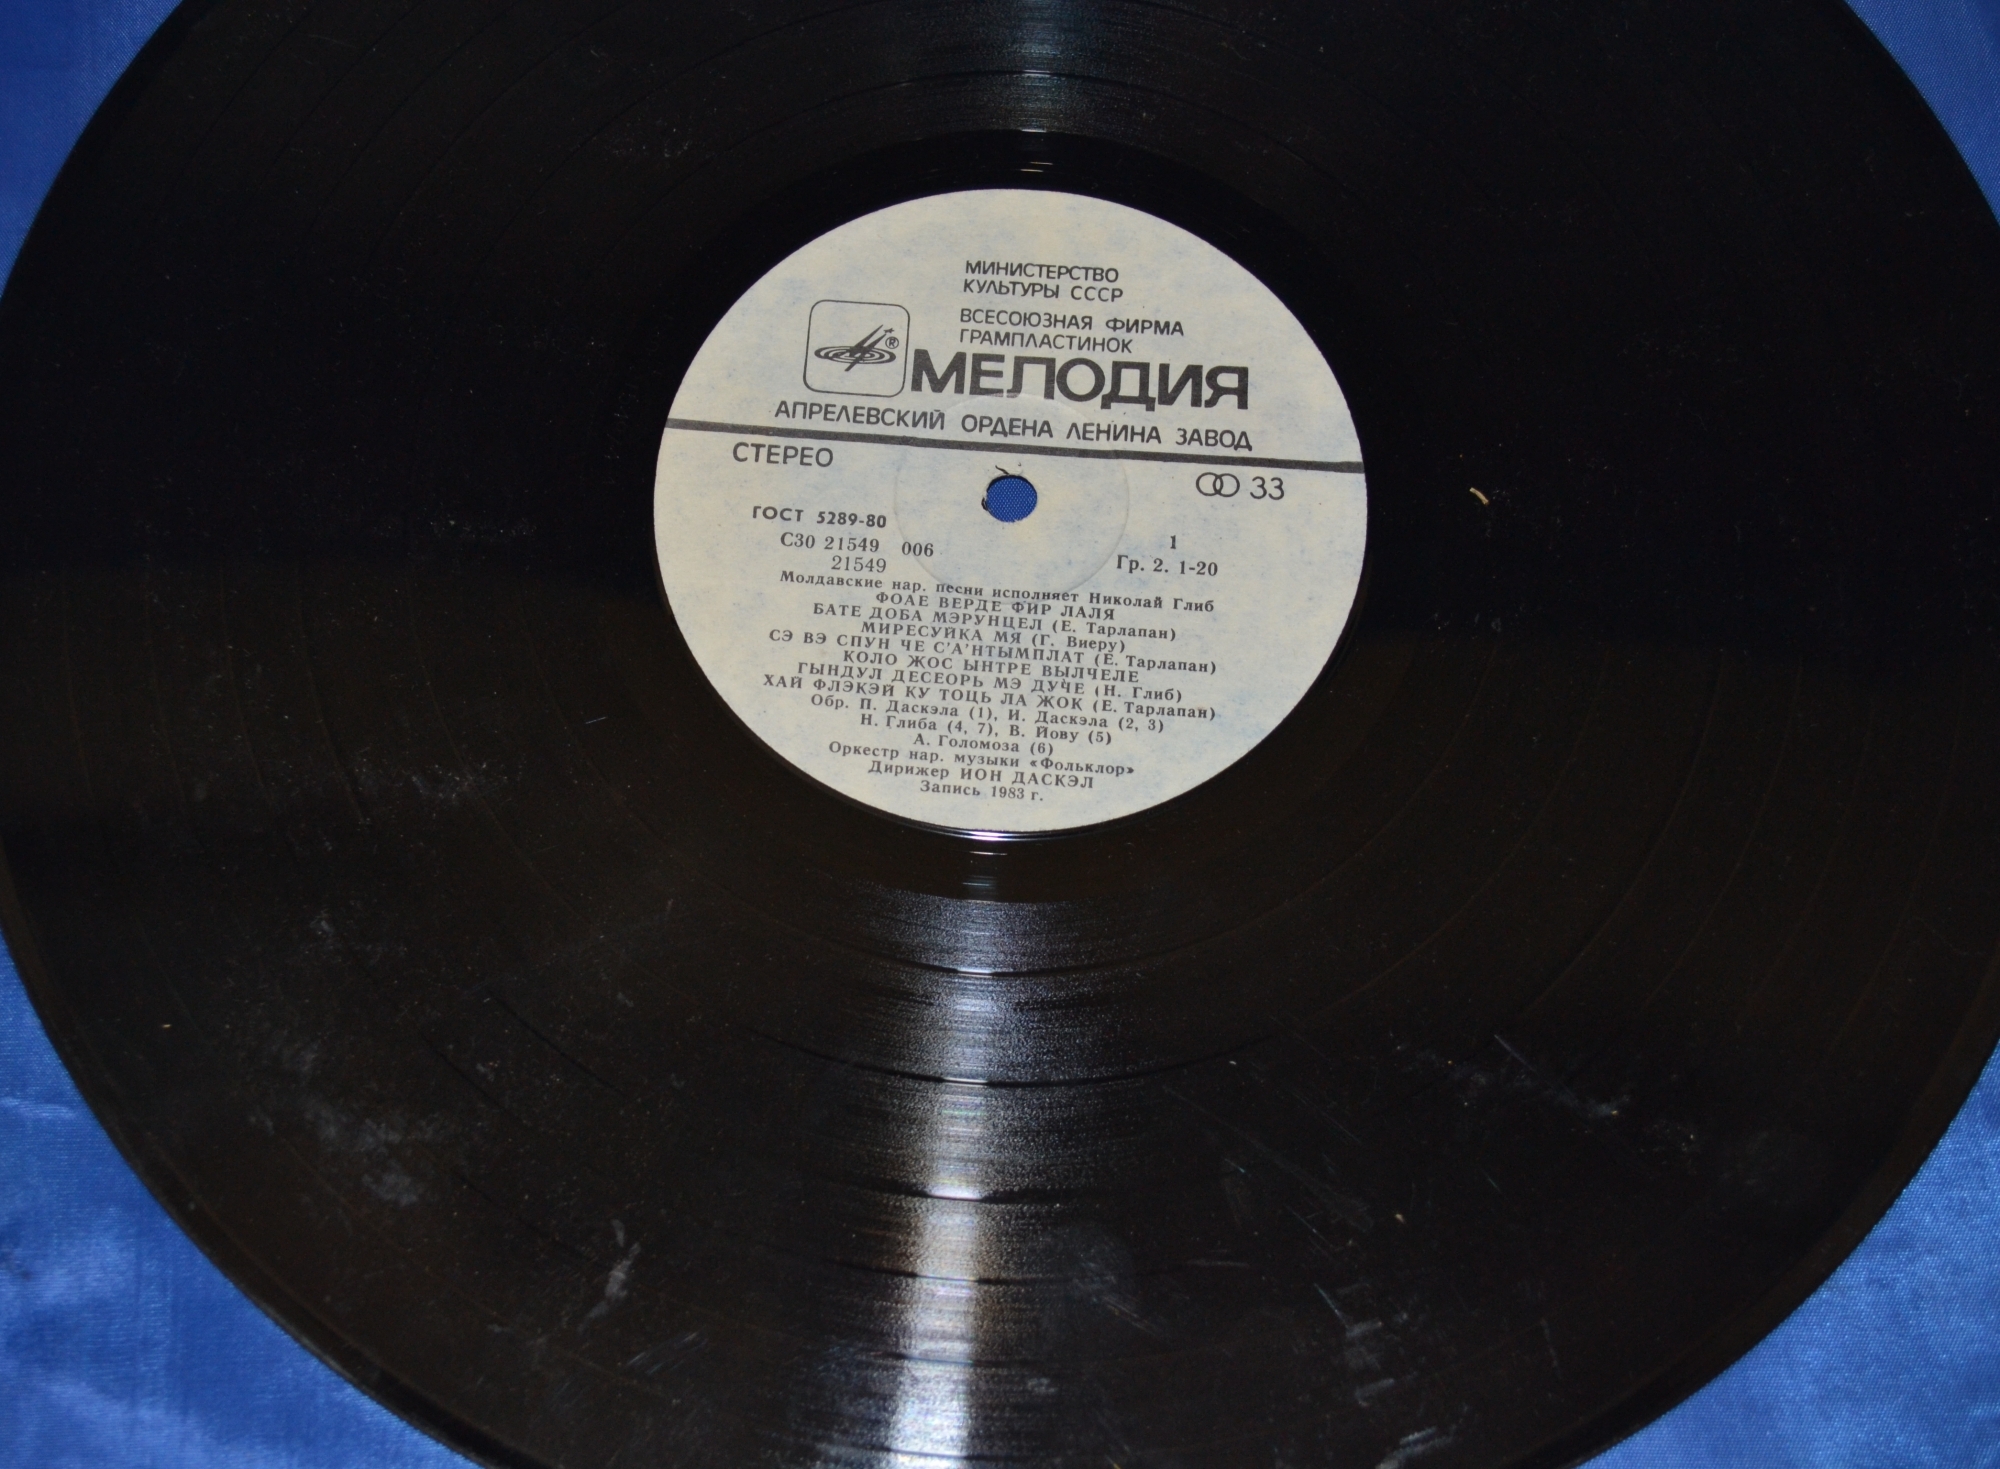 МИНИСТЕРСТВО
КУЛЬТУРЫ СССР
ВСЕСОЮЗНАЯ ФИРМА
ГРАМПЛАСТИНОК
®
МЕЛОДИЯ
АПРЕЛЕВСКИЙ ОРДЕНА ЛЕНИНА ЗАВОД
СТЕРЕО
33
ГОСТ 5289-80
С30 21549 006
1
21549
Гр. 2. 1-20
Молдавские нар. песни исполняет Николай Глиб
ФОАЕ ВЕРДЕ ФИР ЛАЛЯ
БАТЕ ДОБА МЭРУНЦЕЛ (Е. Тарлапан)
МИРЕСУЙКА МЯ (Г. Виеру)
СЭ ВЭ СПУН ЧЕ С'А'НТЫМПЛАТ (Е. Тарлапан)
КОЛО ЖОС ЫНТРЕ ВЫЛЧЕЛЕ
ГЫНДУЛ ДЕСЕОРЬ МЭ ДУЧЕ (Н. Глиб)
ХАЙ ФЛЭКЭЙ КУ ТОЦЬ ЛА ЖОК (Е. Тарлапан)
Обр. П. Даскэла (1), И. Даскэла (2, 3)
Н. Глиба (4, 7), В. Йову (5)
А. Голомоза (6)
Оркестр нар. музыки «Фольклор»
Дирижер ИОН ДАСКЭЛ
Запись 1983 г.